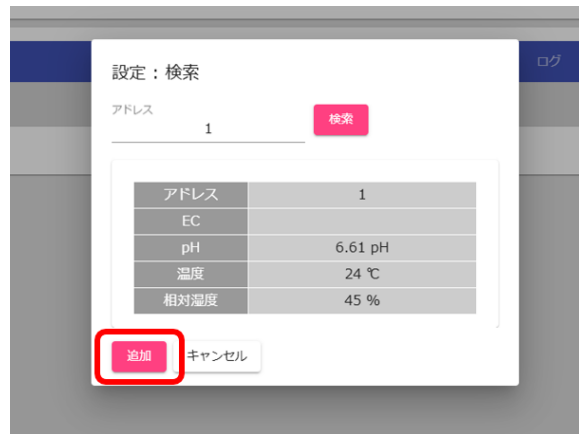 ログ
設定：検索
アドレス
1 検索
アドレス 1
EC
pH 6.61 pH
温度 24 ℃
相対湿度 45 %
追加 キャンセル